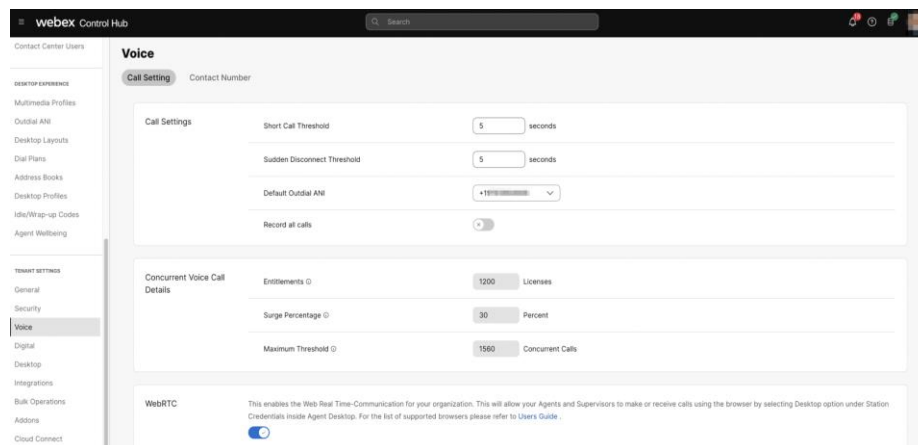 webex Control Hub
Search
Contact Center Users
DESKTOP EXPERIENCE
Multimedia Profiles
Outdial ANI
Desktop Layouts
Dial Plans
Address Books
Desktop Profiles
Idle/Wrap-up Codes
Agent Wellbeing
TENANT SETTINGS
General
Security
Voice
Digital
Desktop
Integrations
Bulk Operations
Addons
Cloud Connect
Voice
Call Setting Contact Number
Call Settings
Short Call Threshold 5 seconds
Sudden Disconnect Threshold 5 seconds
Default Outdial ANI
Record all calls
Concurrent Voice Call
Details
Entitlements 1200 Licenses
Surge Percentage 30 Percent
Maximum Threshold 1560 Concurrent Calls
WebRTC
This enables the Web Real Time-Communication for your organization. This will allow your Agents and Supervisors to make or receive calls using the browser by selecting Desktop option under Station
Credentials inside Agent Desktop. For the list of supported browsers please refer to Users Guide .